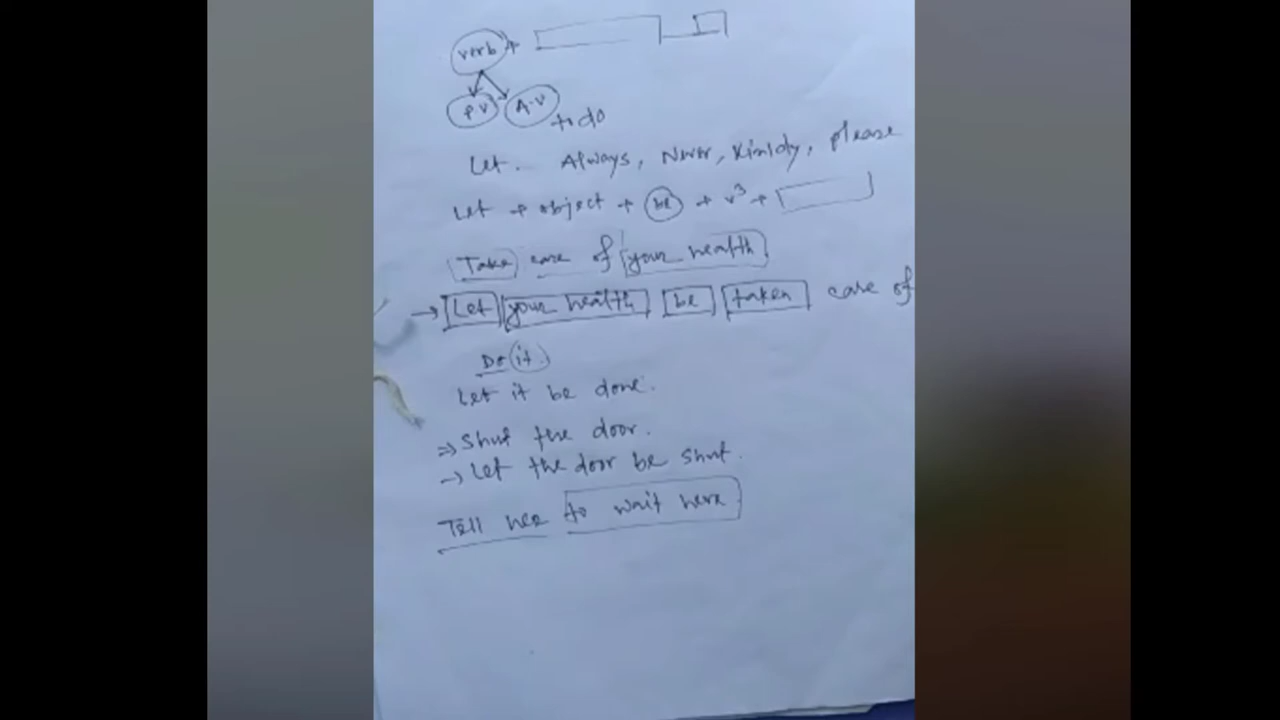 verb +
P.V A.V
to do
Let. Always, Never, Kindly, please
Let + object + be + v³ +
Take care of your health
→ Let your health be taken care of
Do it.
Let it be done.
⇒ Shut the door.
→ Let the door be shut.
Tell her to wait here